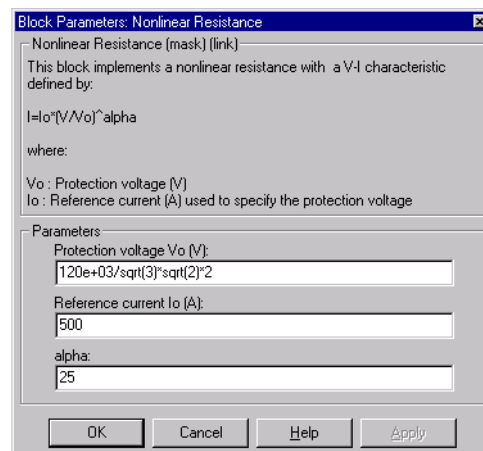 Block Parameters: Nonlinear Resistance
Nonlinear Resistance (mask) (link)
This block implements a nonlinear resistance with a V-I characteristic
defined by:
I=Io*(V/Vo)^alpha
where:
Vo : Protection voltage (V)
Io : Reference current (A) used to specify the protection voltage
Parameters
Protection voltage Vo (V):
120e+03/sqrt(3)*sqrt(2)*2
Reference current Io (A):
500
alpha:
25
OK Cancel Help Apply